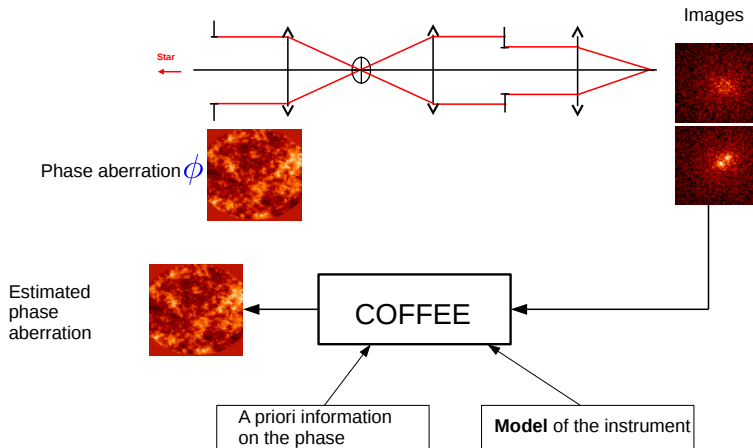 Images
Star
Phase aberration ϕ
Estimated
phase
aberration
COFFEE
A priori information
on the phase
Model of the instrument